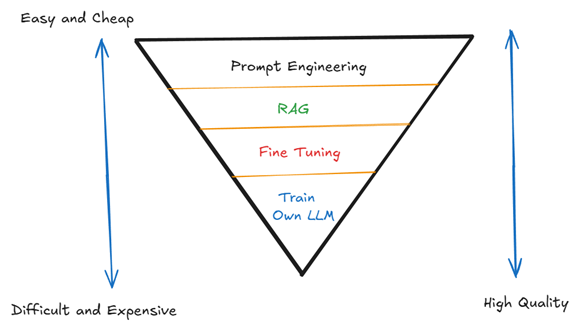 Easy and Cheap
Prompt Engineering
RAG
Fine Tuning
Train
Own LLM
Difficult and Expensive
High Quality